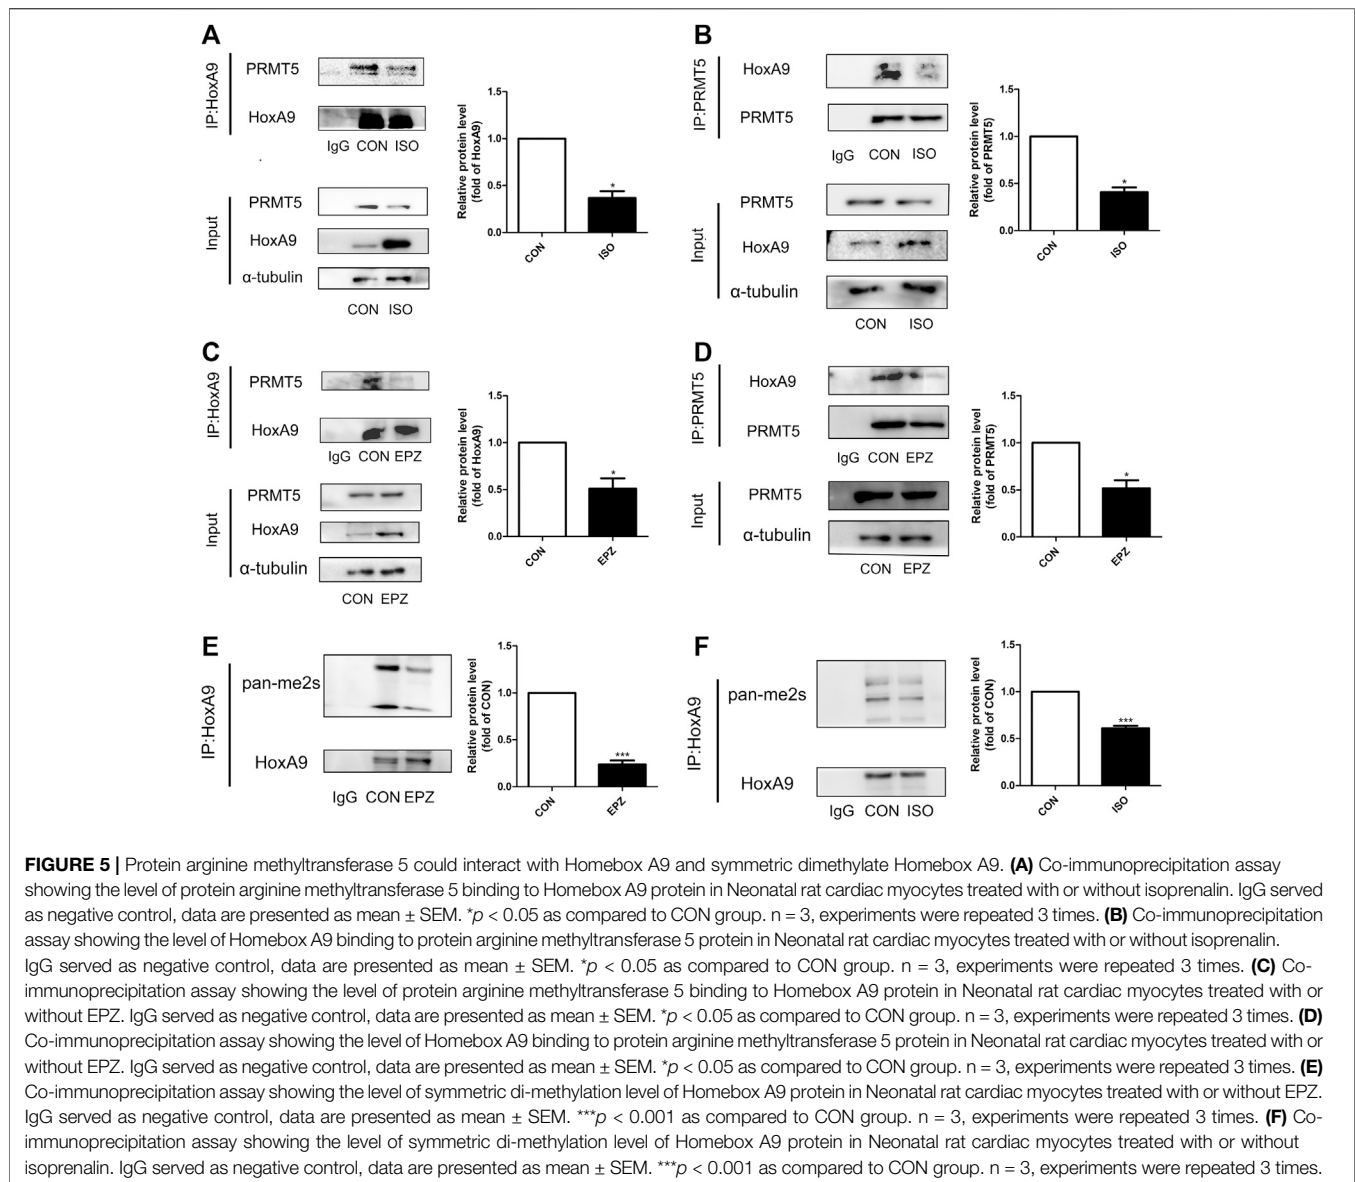 A
IP:HoxA9
PRMT5
HoxA9
IgG CON ISO
Input
PRMT5
HoxA9
α-tubulin
CON ISO
Relative protein level
(fold of HoxA9)
1.5
1.0
0.5
0.0
*
CON
ISO
B
IP:PRMT5
HoxA9
PRMT5
IgG CON ISO
Input
PRMT5
HoxA9
α-tubulin
CON ISO
Relative protein level
(fold of PRMT5)
1.5
1.0
0.5
0.0
*
CON
ISO
C
IP:HoxA9
PRMT5
HoxA9
IgG CON EPZ
Input
PRMT5
HoxA9
α-tubulin
CON EPZ
Relative protein level
(fold of HoxA9)
1.5
1.0
0.5
0.0
*
CON
EPZ
D
IP:PRMT5
HoxA9
PRMT5
IgG CON EPZ
Input
PRMT5
α-tubulin
CON EPZ
Relative protein level
(fold of PRMT5)
1.5
1.0
0.5
0.0
*
CON
EPZ
E
IP:HoxA9
pan-me2s
HoxA9
IgG CON EPZ
Relative protein level
(fold of CON)
1.5
1.0
0.5
0.0
***
CON
EPZ
F
IP:HoxA9
pan-me2s
HoxA9
IgG CON ISO
Relative protein level
(fold of CON)
1.5
1.0
0.5
0.0
***
CON
ISO
FIGURE 5 | Protein arginine methyltransferase 5 could interact with Homebox A9 and symmetric dimethylate Homebox A9. (A) Co-immunoprecipitation assay
showing the level of protein arginine methyltransferase 5 binding to Homebox A9 protein in Neonatal rat cardiac myocytes treated with or without isoprenalin. IgG served
as negative control, data are presented as mean ± SEM. *p < 0.05 as compared to CON group. n = 3, experiments were repeated 3 times. (B) Co-immunoprecipitation
assay showing the level of Homebox A9 binding to protein arginine methyltransferase 5 protein in Neonatal rat cardiac myocytes treated with or without isoprenalin.
IgG served as negative control, data are presented as mean ± SEM. *p < 0.05 as compared to CON group. n = 3, experiments were repeated 3 times. (C) Co-
immunoprecipitation assay showing the level of protein arginine methyltransferase 5 binding to Homebox A9 protein in Neonatal rat cardiac myocytes treated with or
without EPZ. IgG served as negative control, data are presented as mean ± SEM. *p < 0.05 as compared to CON group. n = 3, experiments were repeated 3 times. (D)
Co-immunoprecipitation assay showing the level of Homebox A9 binding to protein arginine methyltransferase 5 protein in Neonatal rat cardiac myocytes treated with or
without EPZ. IgG served as negative control, data are presented as mean ± SEM. *p < 0.05 as compared to CON group. n = 3, experiments were repeated 3 times. (E)
Co-immunoprecipitation assay showing the level of symmetric di-methylation level of Homebox A9 protein in Neonatal rat cardiac myocytes treated with or without EPZ.
IgG served as negative control, data are presented as mean ± SEM. ***p < 0.001 as compared to CON group. n = 3, experiments were repeated 3 times. (F) Co-
immunoprecipitation assay showing the level of symmetric di-methylation level of Homebox A9 protein in Neonatal rat cardiac myocytes treated with or without
isoprenalin. IgG served as negative control, data are presented as mean ± SEM. ***p < 0.001 as compared to CON group. n = 3, experiments were repeated 3 times.